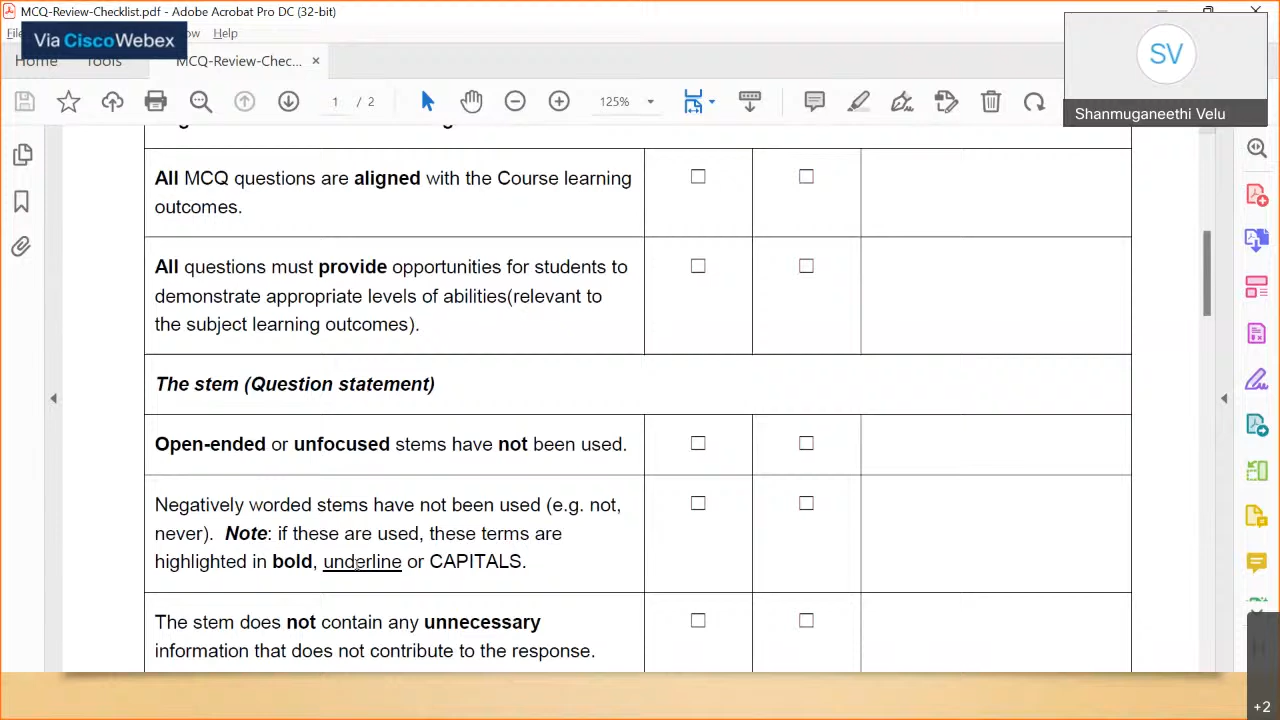 MCQ-Review-Checklist.pdf - Adobe Acrobat Pro DC (32-bit)
Via Cisco Webex
Help
Home
Tools
MCQ-Review-Chec...
1 / 2
125%
SV
Shanmuganeethi Velu
All MCQ questions are aligned with the Course learning
outcomes.
All questions must provide opportunities for students to
demonstrate appropriate levels of abilities(relevant to
the subject learning outcomes).
The stem (Question statement)
Open-ended or unfocused stems have not been used.
Negatively worded stems have not been used (e.g. not,
never). Note: if these are used, these terms are
highlighted in bold, underline or CAPITALS.
The stem does not contain any unnecessary
information that does not contribute to the response.
+2